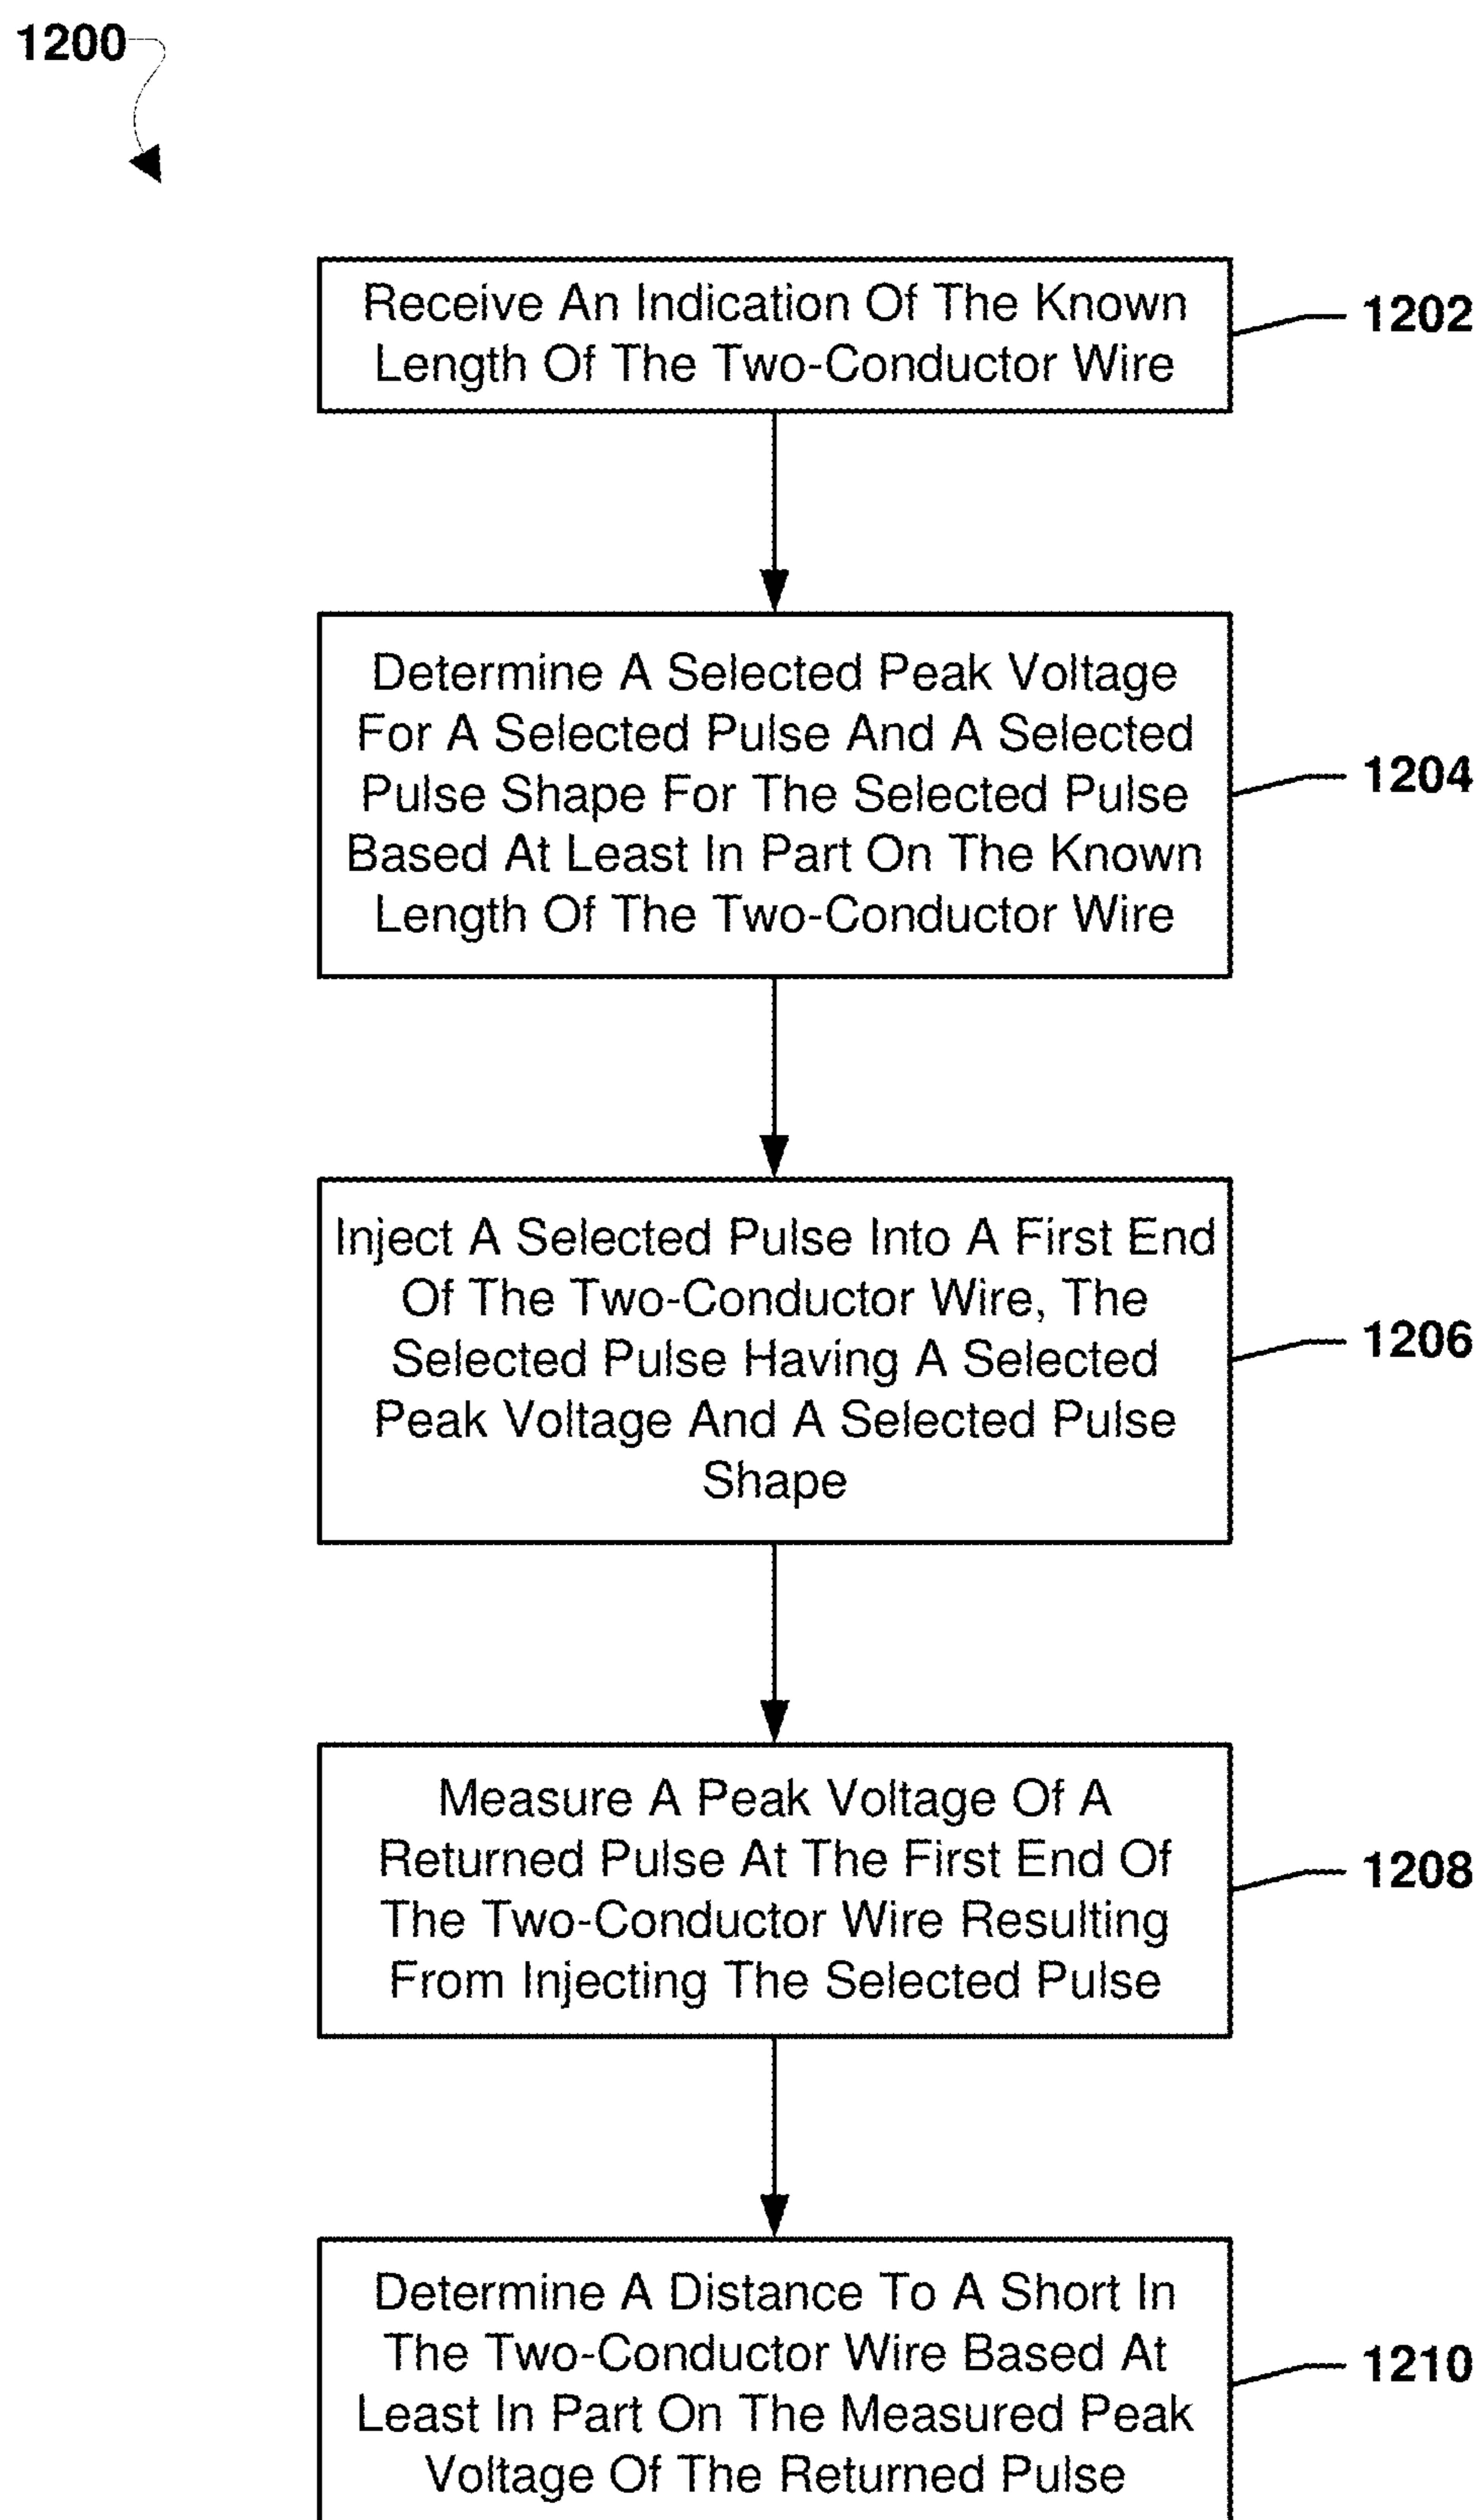 1200
Receive An Indication Of The Known
Length Of The Two-Conductor Wire
1202
Determine A Selected Peak Voltage
For A Selected Pulse And A Selected
Pulse Shape For The Selected Pulse
Based At Least In Part On The Known
Length Of The Two-Conductor Wire
1204
Inject A Selected Pulse Into A First End
Of The Two-Conductor Wire, The
Selected Pulse Having A Selected
Peak Voltage And A Selected Pulse
Shape
1206
Measure A Peak Voltage Of A
Returned Pulse At The First End Of
The Two-Conductor Wire Resulting
From Injecting The Selected Pulse
1208
Determine A Distance To A Short In
The Two-Conductor Wire Based At
Least In Part On The Measured Peak
Voltage Of The Returned Pulse
1210